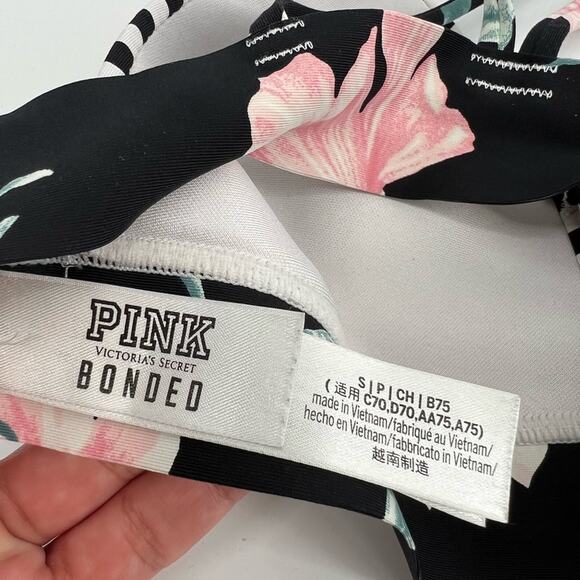 PINK
VICTORIA'S SECRET
BONDED
S | P | CH | B75
(适用 C70,D70,AA75,A75)
made in Vietnam/fabriqué au Vietnam/
hecho en Vietnam/fabbricato in Vietnam/
越南制造